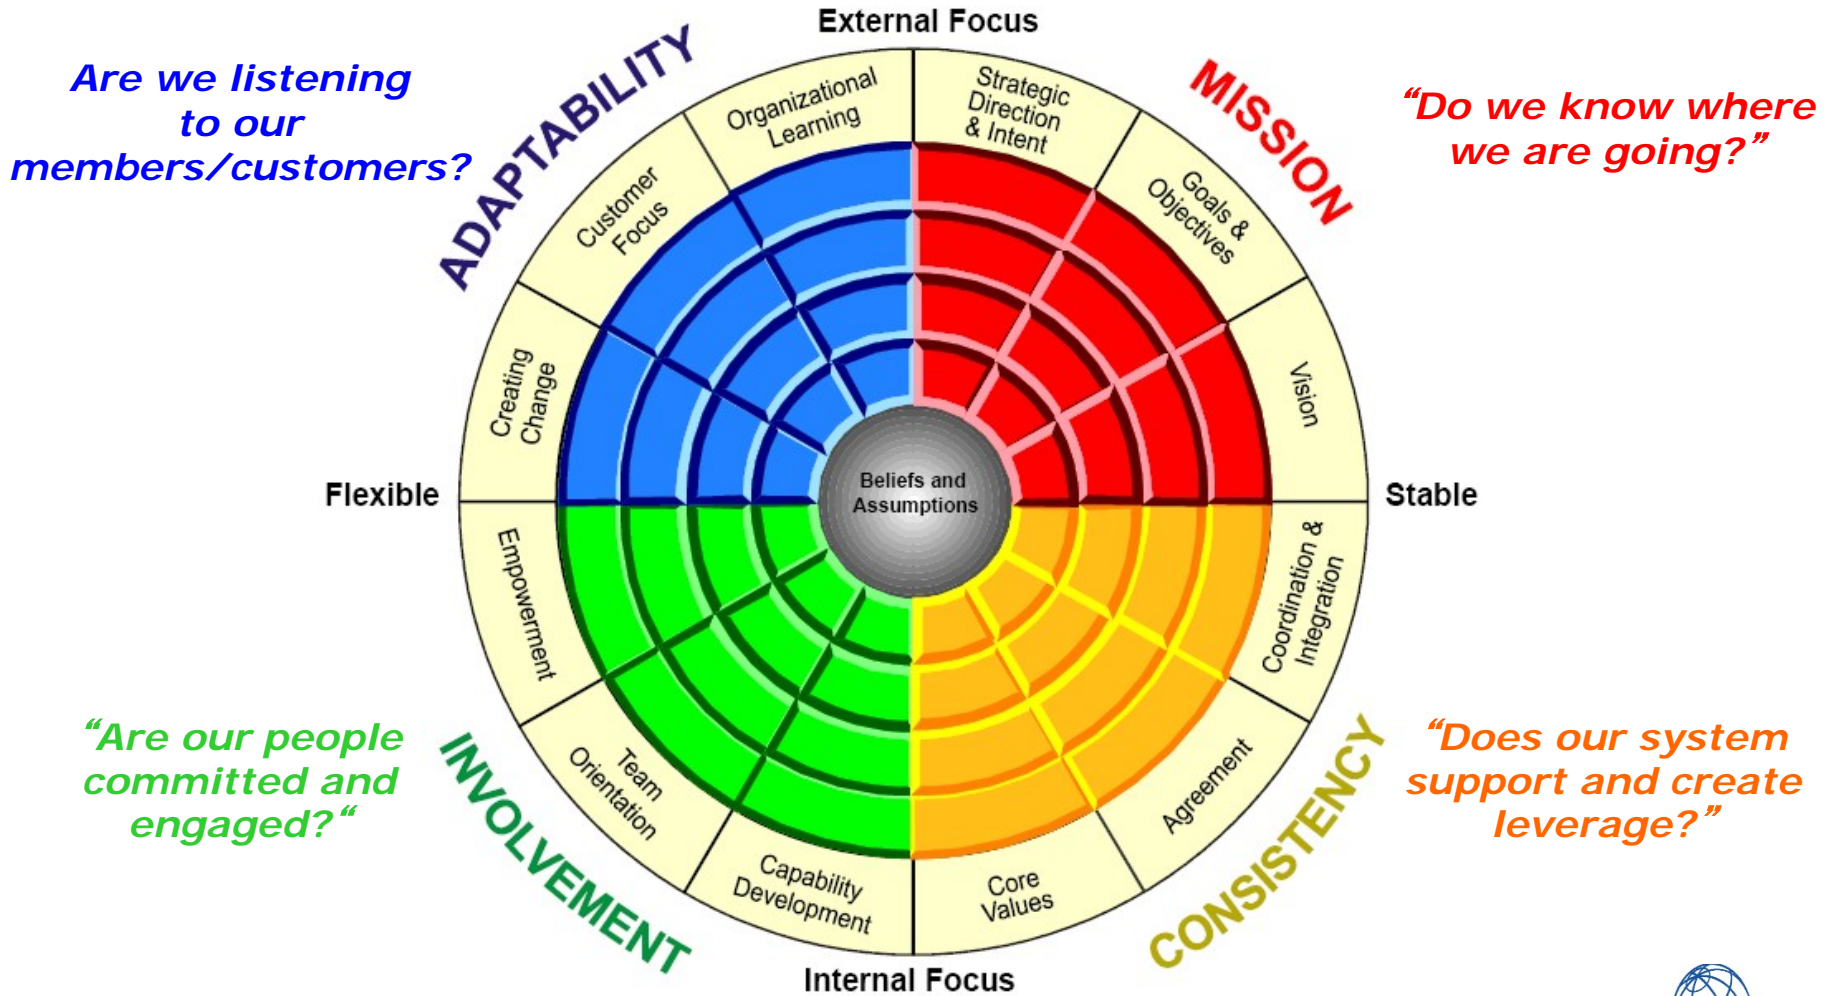 External Focus
ADAPTABILITY
MISSION
Are we listening
to our
members/customers?
“Do we know where
we are going?”
Organizational
Learning
Strategic
Direction
& Intent
Customer
Focus
Goals &
Objectives
Creating
Change
Vision
Flexible
Beliefs and
Assumptions
Stable
Empowerment
Coordination &
Integration
Team
Orientation
Agreement
Capability
Development
Core
Values
“Are our people
committed and
engaged?“
“Does our system
support and create
leverage?”
INVOLVEMENT
CONSISTENCY
Internal Focus